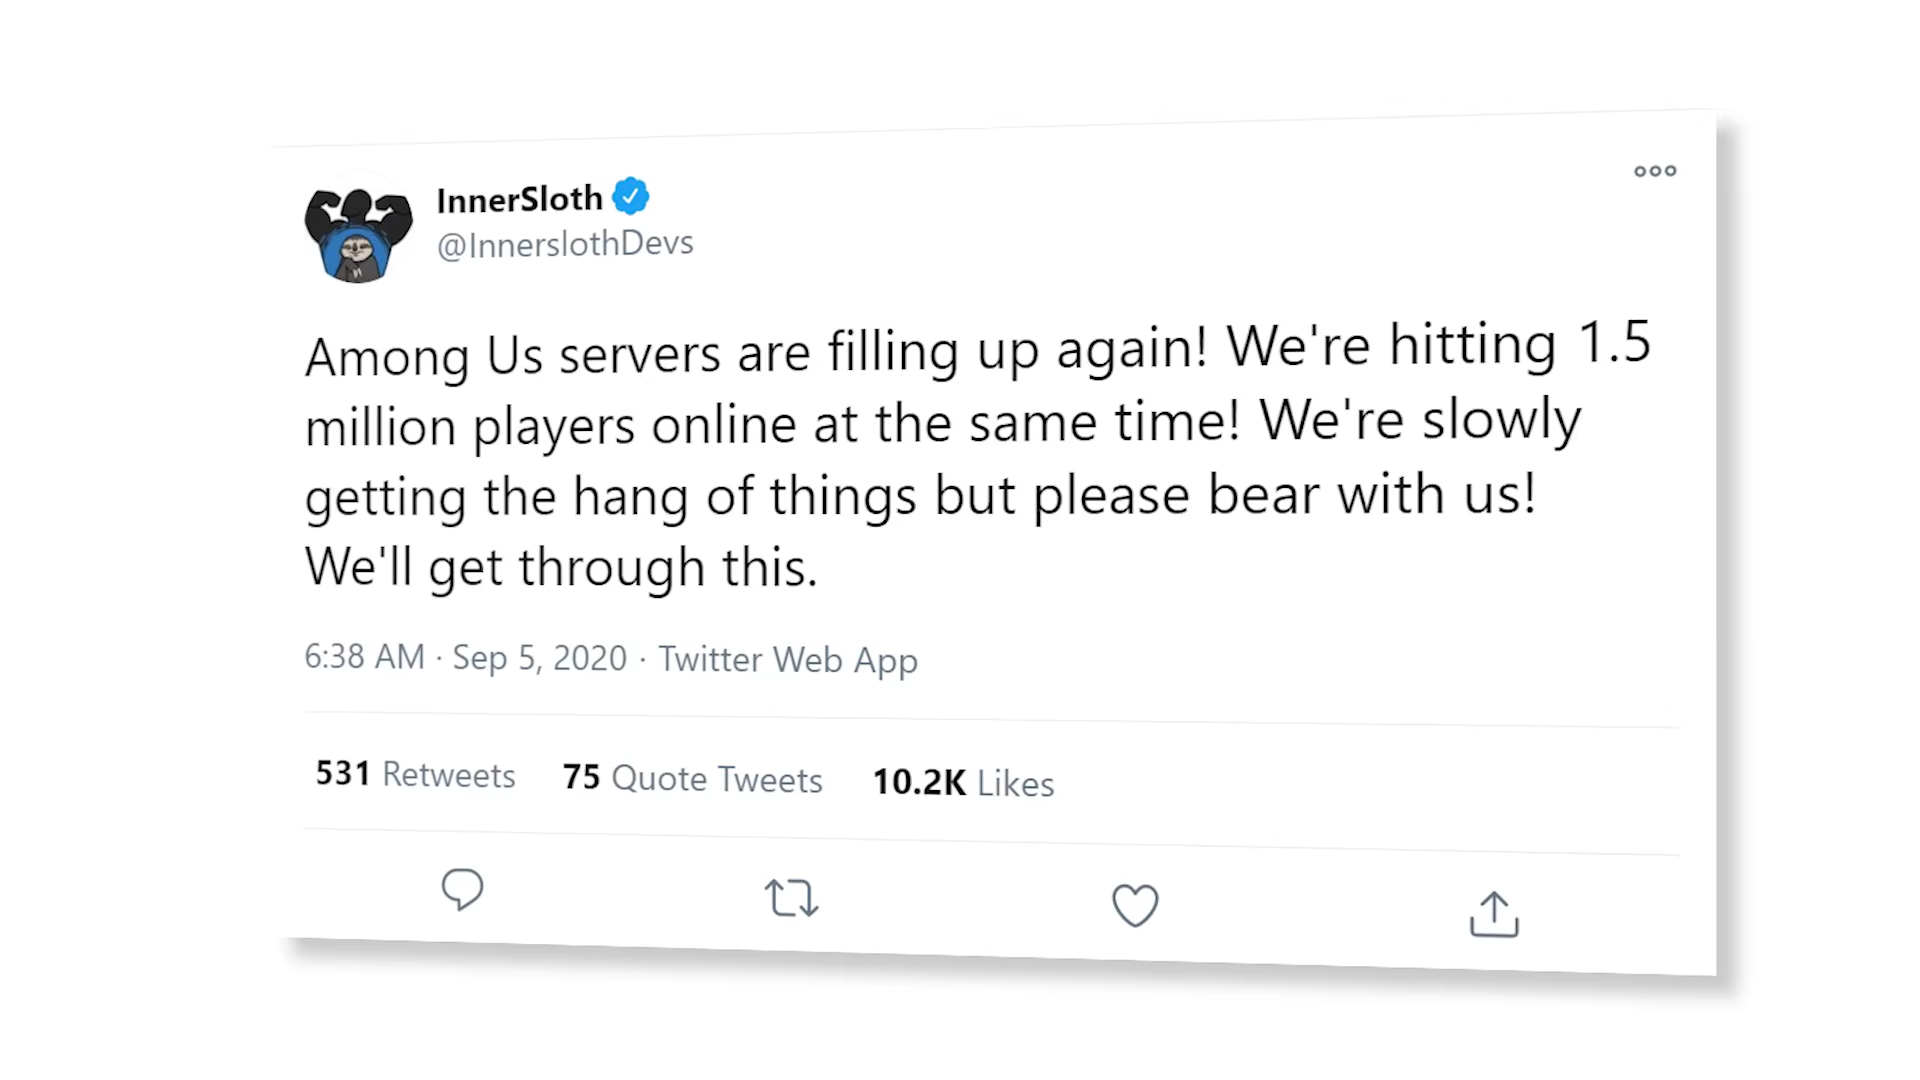 InnerSloth
@InnerslothDevs
Among Us servers are filling up again! We're hitting 1.5
million players online at the same time! We're slowly
getting the hang of things but please bear with us!
We'll get through this.
6:38 AM · Sep 5, 2020 · Twitter Web App
531 Retweets 75 Quote Tweets 10.2K Likes